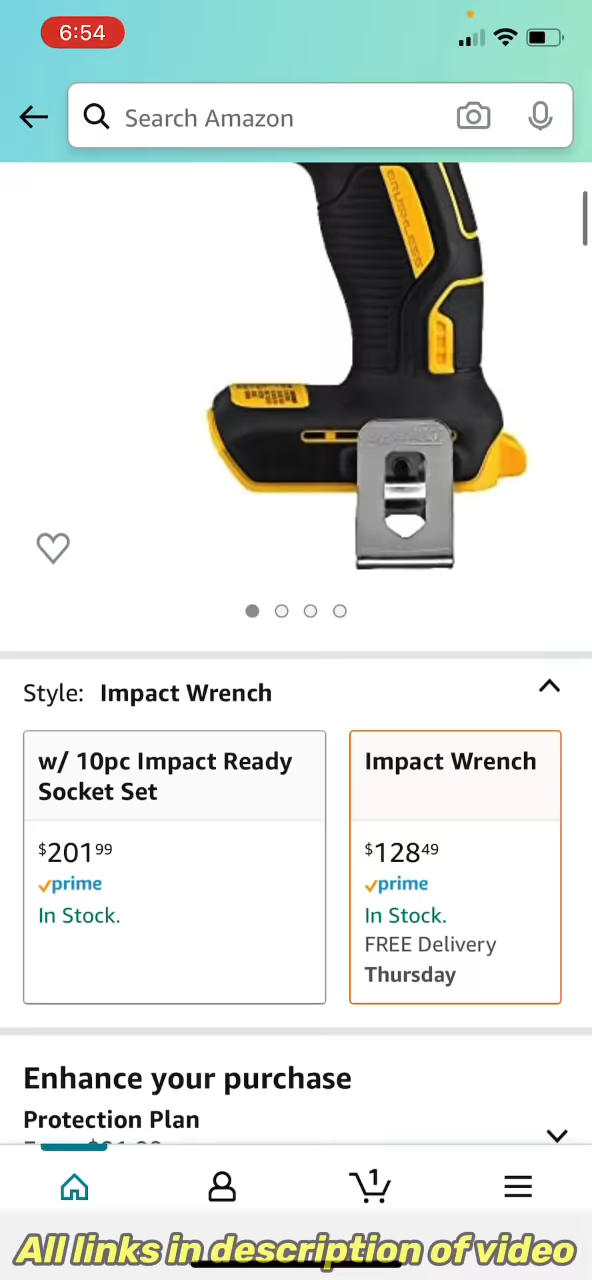 6:54
Search Amazon
BRUSHLESS
Style: Impact Wrench
w/ 10pc Impact Ready
Socket Set
$201 99
prime
In Stock.
Impact Wrench
$128 49
prime
In Stock.
FREE Delivery
Thursday
Enhance your purchase
Protection Plan
1
All links in description of video